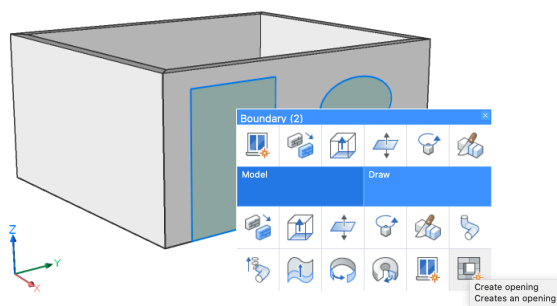 Boundary (2)
Model
Draw
Z
Y
X
Create opening
Creates an opening